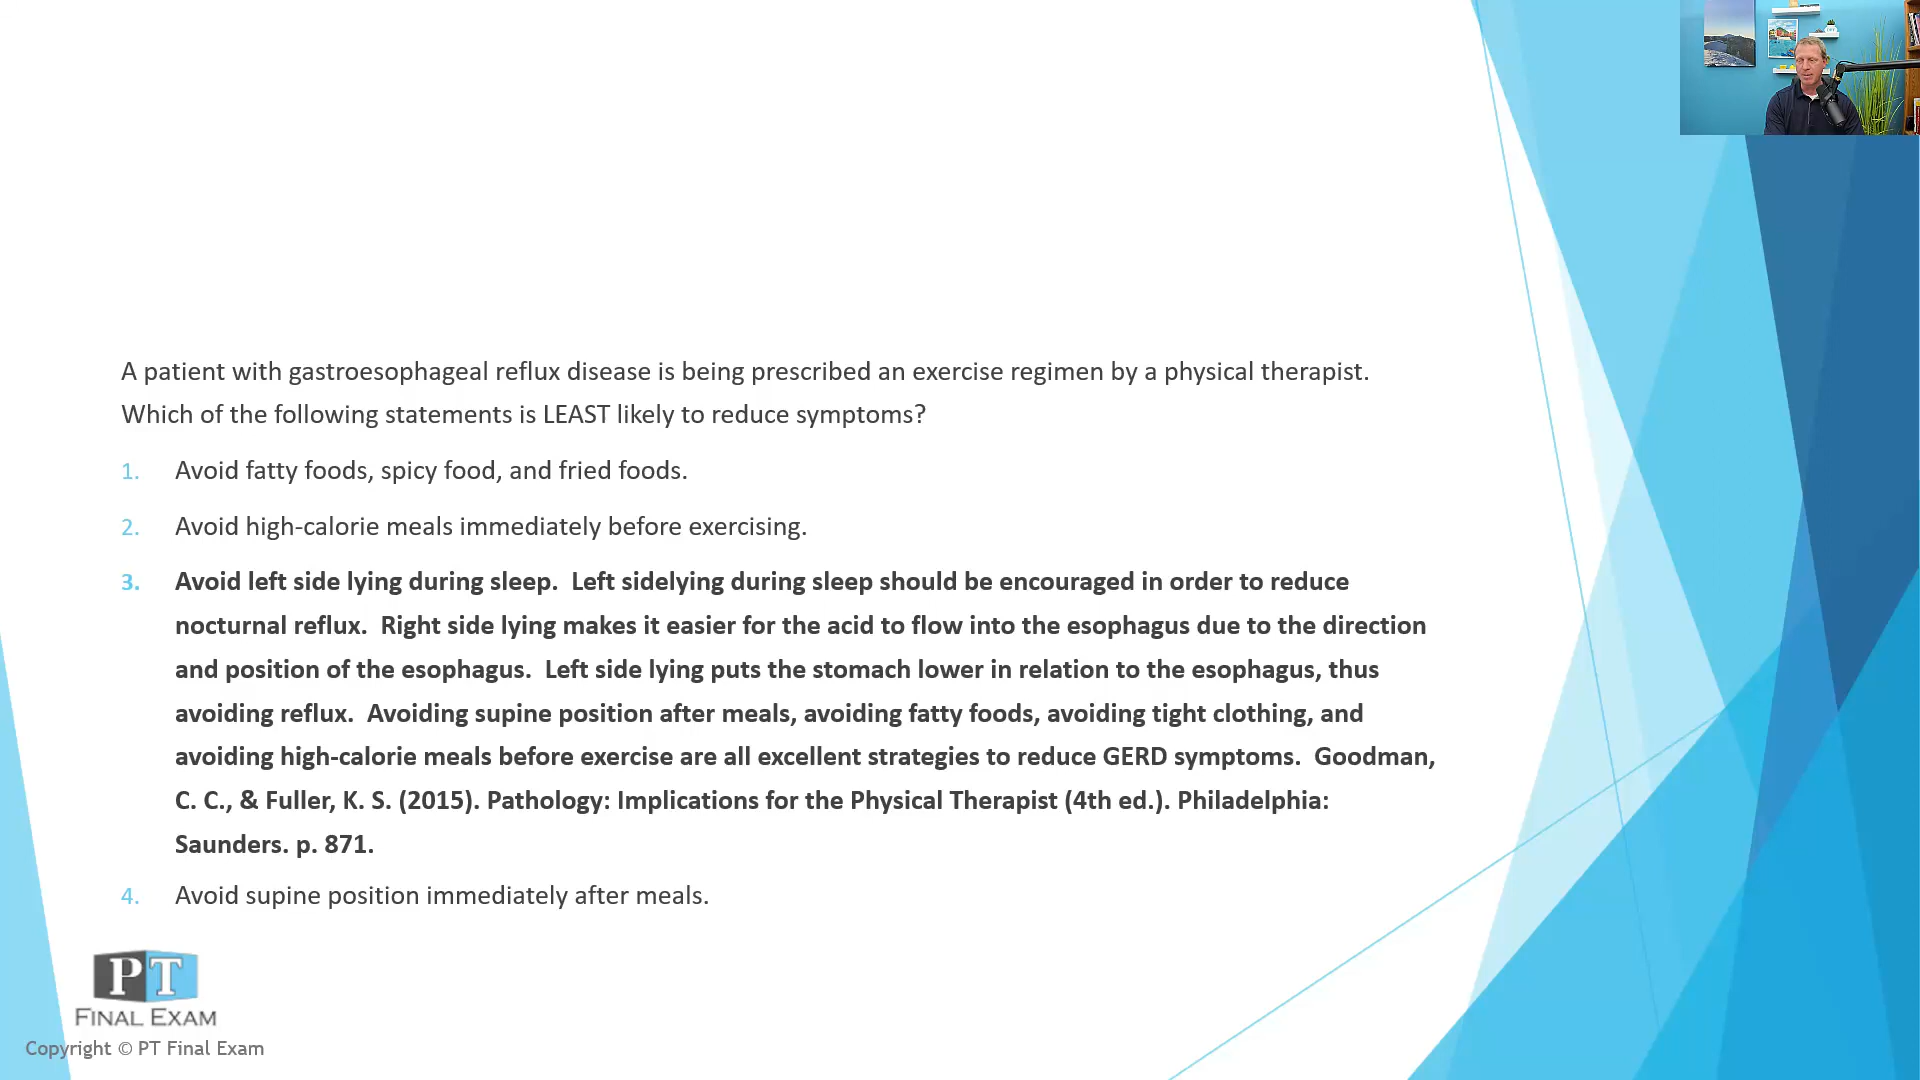 A patient with gastroesophageal reflux disease is being prescribed an exercise regimen by a physical therapist.
Which of the following statements is LEAST likely to reduce symptoms?
1. Avoid fatty foods, spicy food, and fried foods.
2. Avoid high-calorie meals immediately before exercising.
3. Avoid left side lying during sleep.  Left sidelying during sleep should be encouraged in order to reduce
nocturnal reflux.  Right side lying makes it easier for the acid to flow into the esophagus due to the direction
and position of the esophagus.  Left side lying puts the stomach lower in relation to the esophagus, thus
avoiding reflux.  Avoiding supine position after meals, avoiding fatty foods, avoiding tight clothing, and
avoiding high-calorie meals before exercise are all excellent strategies to reduce GERD symptoms.  Goodman,
C. C., & Fuller, K. S. (2015). Pathology: Implications for the Physical Therapist (4th ed.). Philadelphia:
Saunders. p. 871.
4. Avoid supine position immediately after meals.
PT
FINAL EXAM
Copyright © PT Final Exam